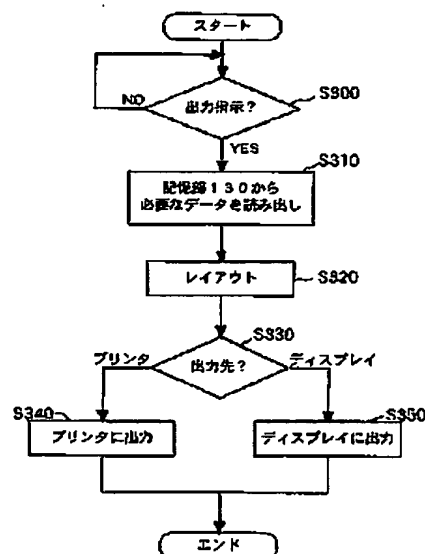 スタート
出力指示?
S300
NO
YES
S310
記憶部130から
必要なデータを読み出し
レイアウト
S320
S330
プリンタ
出力先?
ディスプレイ
S340
プリンタに出力
S350
ディスプレイに出力
エンド